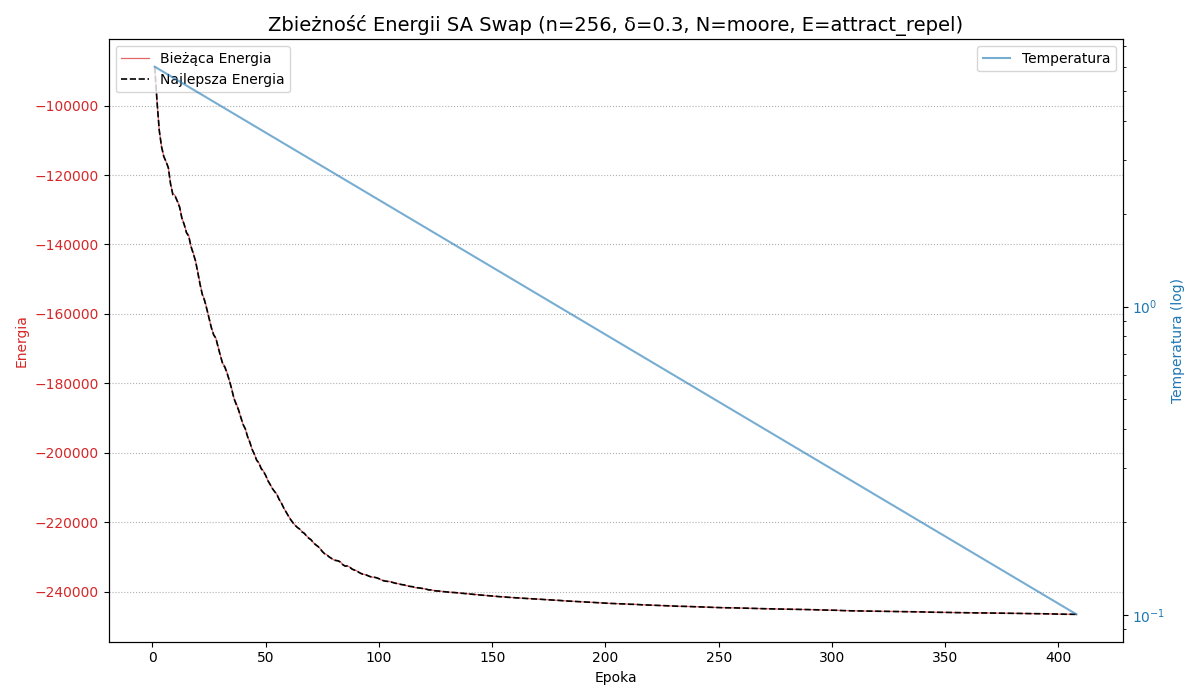 Zbieżność Energii SA Swap (n=256, δ=0.3, N=moore, E=attract_repel)
Bieżąca Energia
Najlepsza Energia
Temperatura
−100000
−120000
−140000
−160000
−180000
−200000
−220000
−240000
Energia
10⁰
10⁻¹
Temperatura (log)
0 50 100 150 200 250 300 350 400
Epoka